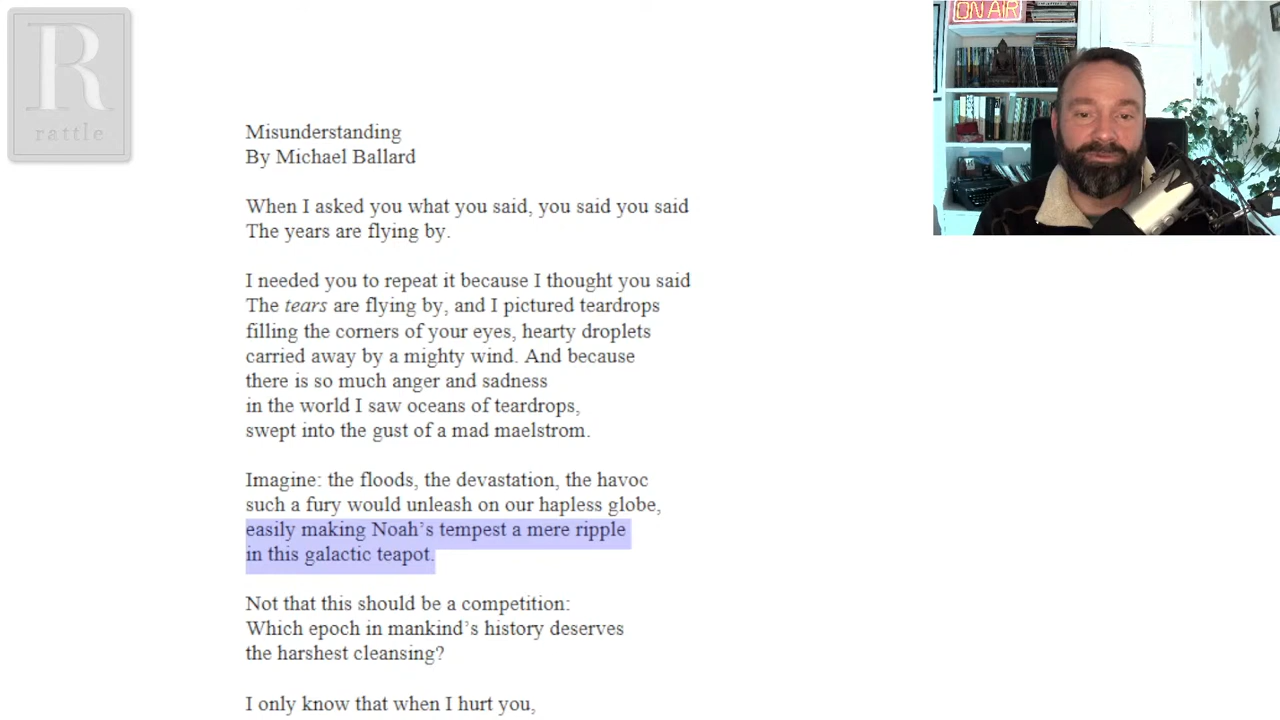 R
rattle
ON AIR
Misunderstanding
By Michael Ballard
When I asked you what you said, you said you said
The years are flying by.
I needed you to repeat it because I thought you said
The tears are flying by, and I pictured teardrops
filling the corners of your eyes, hearty droplets
carried away by a mighty wind. And because
there is so much anger and sadness
in the world I saw oceans of teardrops,
swept into the gust of a mad maelstrom.
Imagine: the floods, the devastation, the havoc
such a fury would unleash on our hapless globe,
easily making Noah’s tempest a mere ripple
in this galactic teapot.
Not that this should be a competition:
Which epoch in mankind’s history deserves
the harshest cleansing?
I only know that when I hurt you,